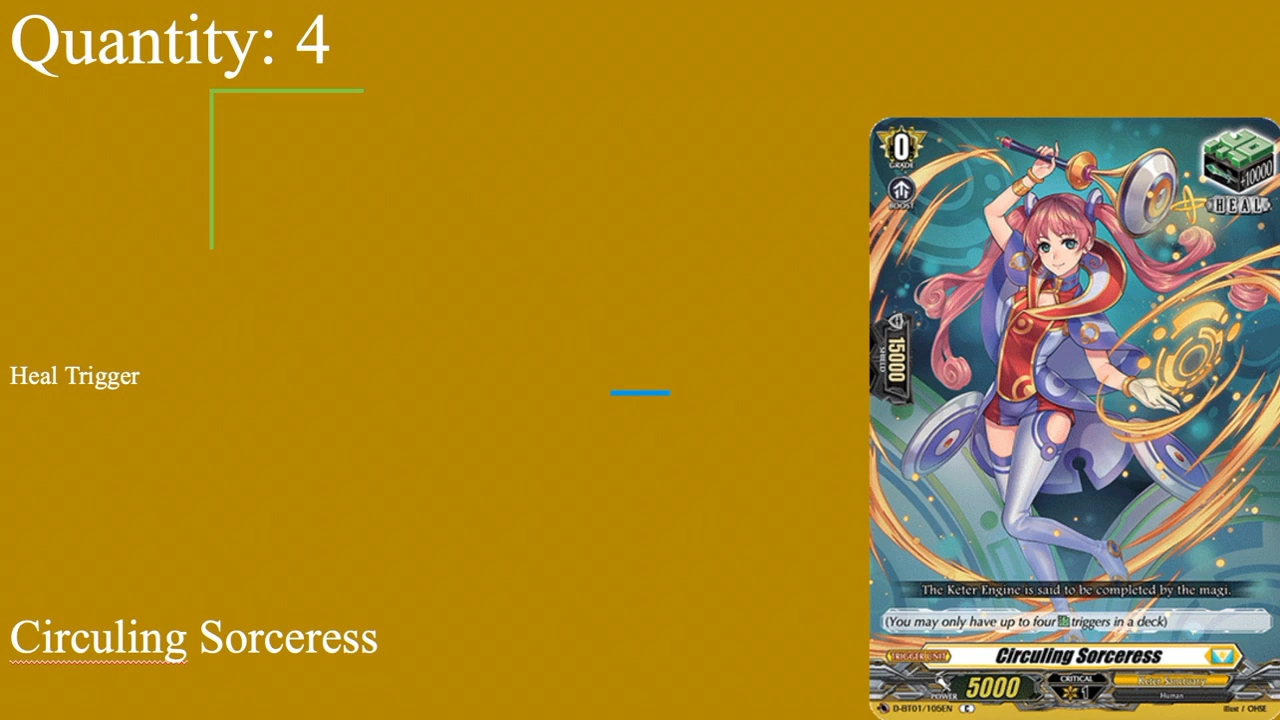 Quantity: 4
Heal Trigger
Circuling Sorceress
0
GRADE
BOOST
+10000
HEAL
15000
SHIELD
The Keter Engine is said to be completed by the magi.
(You may only have up to four triggers in a deck)
TRIGGER UNIT
Circuling Sorceress
POWER 5000
CRITICAL
1
Keter Sanctuary
Human
D-BT01/105EN C
Illust / OHSE